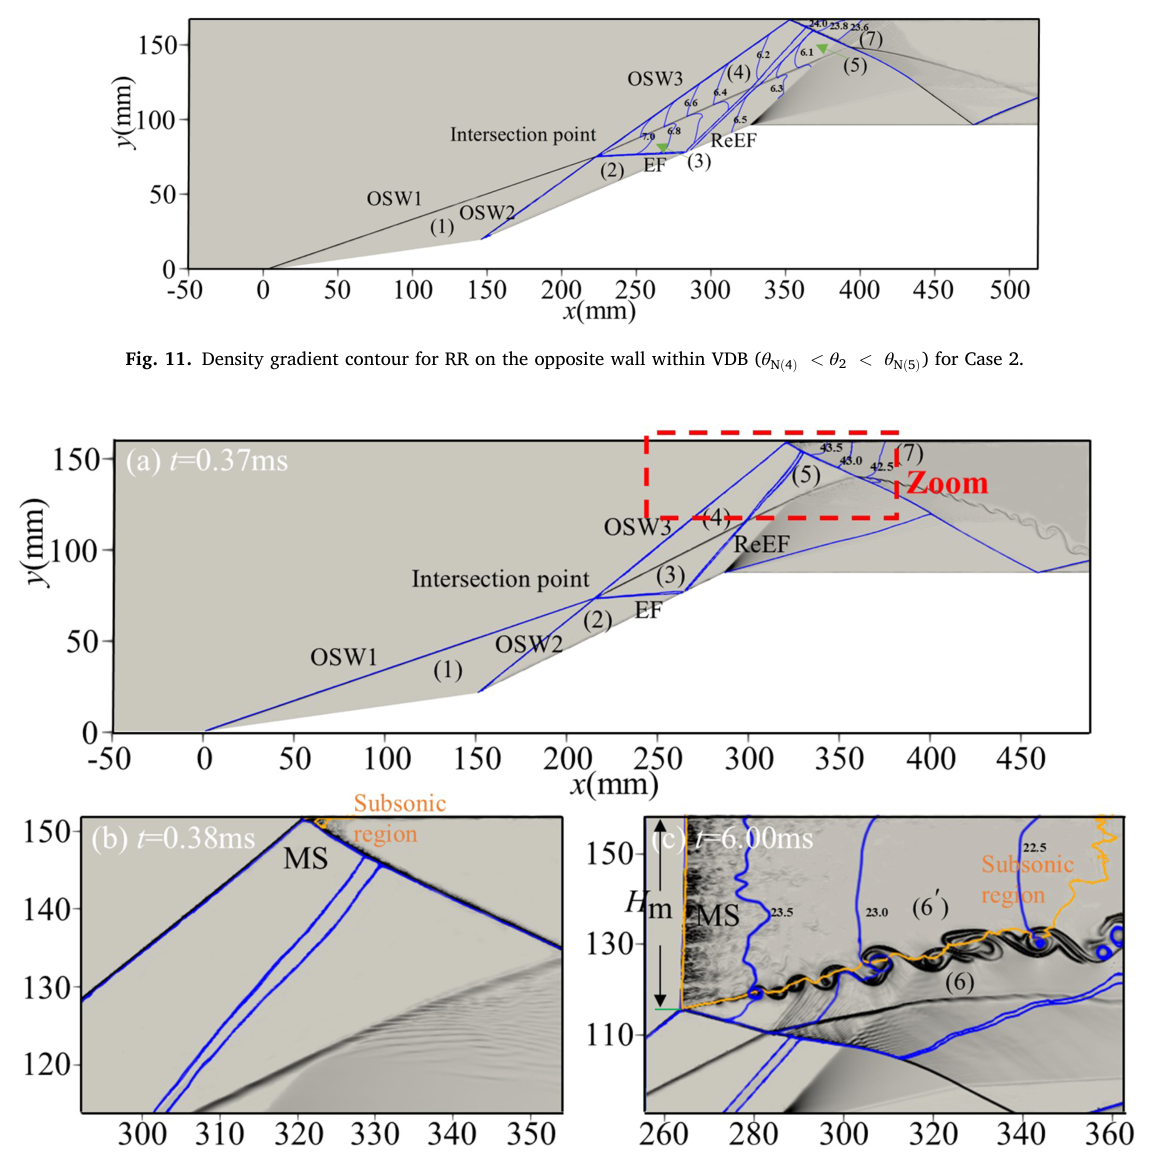 150
100
50
0
y(mm)
-50 0 50 100 150 200 250 300 350 400 450 500
x(mm)
OSW1
(1)
OSW2
Intersection point
(2)
EF
(3)
ReEF
OSW3
(4)
(5)
(7)
7.0
6.8
6.6
6.4
6.2
6.1
6.3
6.5
24.0 23.8 23.6
Fig. 11. Density gradient contour for RR on the opposite wall within VDB (θN(4) < θ2 < θN(5)) for Case 2.
(a) t=0.37ms
150
100
50
0
y(mm)
-50 0 50 100 150 200 250 300 350 400 450
x(mm)
OSW1
(1)
OSW2
Intersection point
(2)
EF
(3)
ReEF
OSW3
(4)
(5)
43.5
43.0
42.5
(7)
Zoom
(b) t=0.38ms
Subsonic
region
MS
150
140
130
120
300 310 320 330 340 350
(c) t=6.00ms
150
130
110
Hm
MS
23.5
23.0
22.5
Subsonic
region
(6′)
(6)
260 280 300 320 340 360